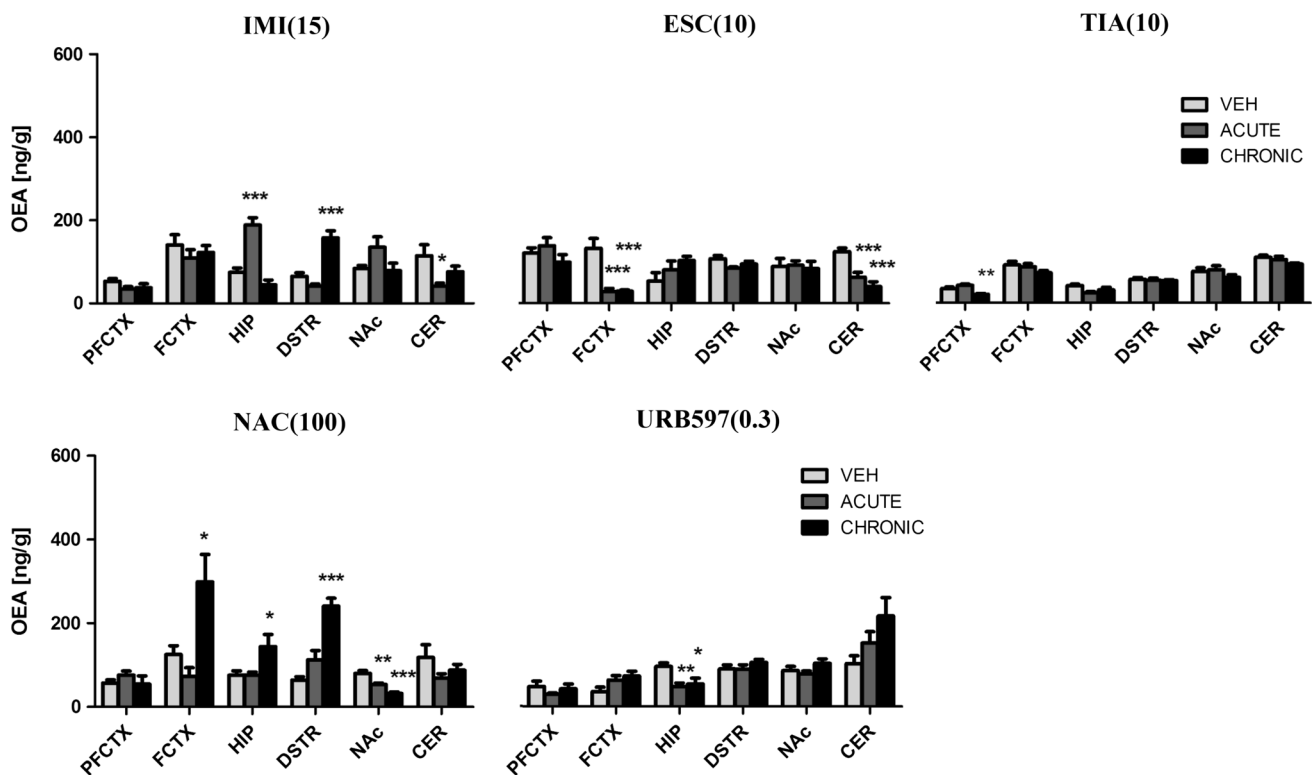 IMI(15)
ESC(10)
TIA(10)
OEA [ng/g]
600
400
200
0
***
***
*
PFCTX
FCTX
HIP
DSTR
NAc
CER
***
***
***
***
PFCTX
FCTX
HIP
DSTR
NAc
CER
VEH
ACUTE
CHRONIC
**
PFCTX
FCTX
HIP
DSTR
NAc
CER
NAC(100)
URB597(0.3)
OEA [ng/g]
600
400
200
0
VEH
ACUTE
CHRONIC
*
*
***
**
***
PFCTX
FCTX
HIP
DSTR
NAc
CER
VEH
ACUTE
CHRONIC
**
*
PFCTX
FCTX
HIP
DSTR
NAc
CER